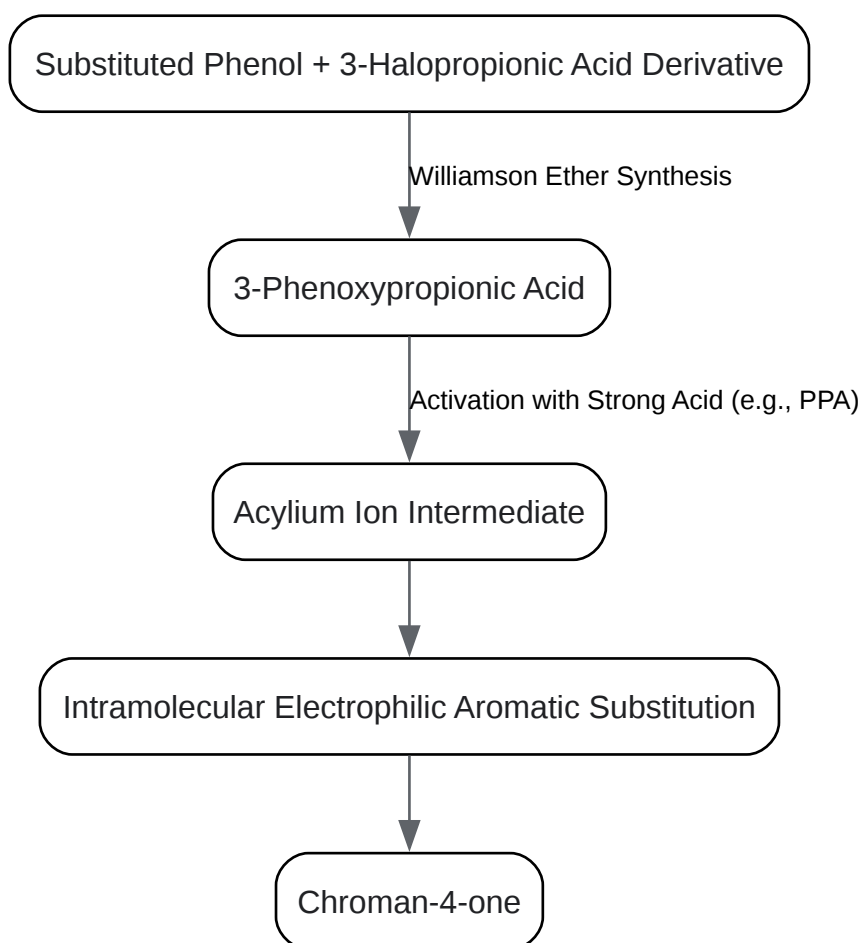 Substituted Phenol + 3-Halopropionic Acid Derivative
Williamson Ether Synthesis
3-Phenoxypropionic Acid
Activation with Strong Acid (e.g., PPA)
Acylium Ion Intermediate
Intramolecular Electrophilic Aromatic Substitution
Chroman-4-one